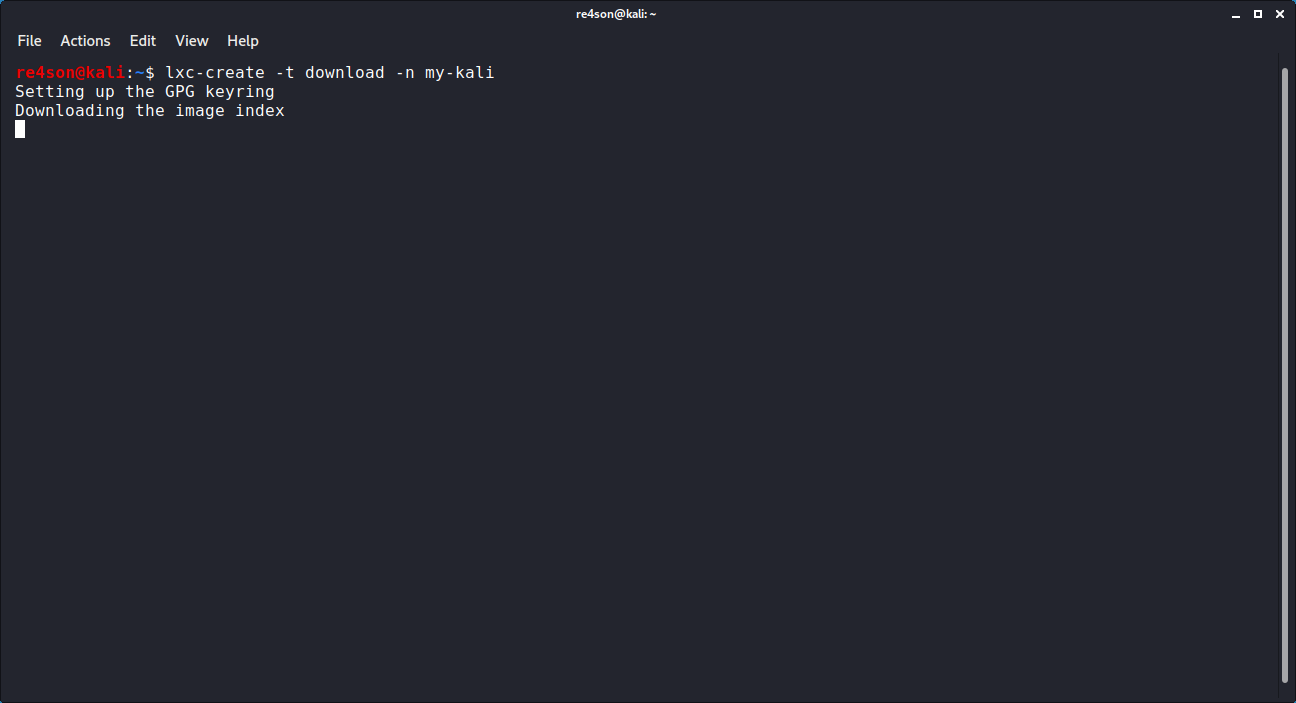 re4son@kali: ~
File Actions Edit View Help
re4son@kali:~$ lxc-create -t download -n my-kali
Setting up the GPG keyring
Downloading the image index